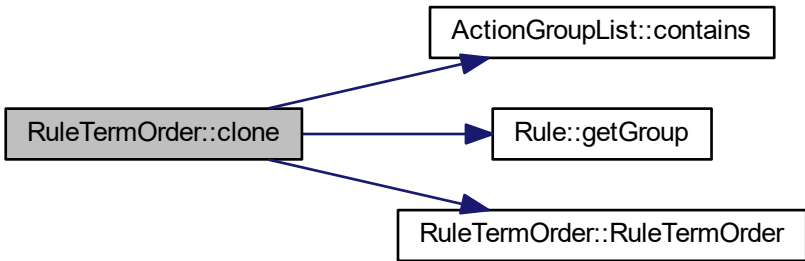 ActionGroupList::contains
RuleTermOrder::clone
Rule::getGroup
RuleTermOrder::RuleTermOrder